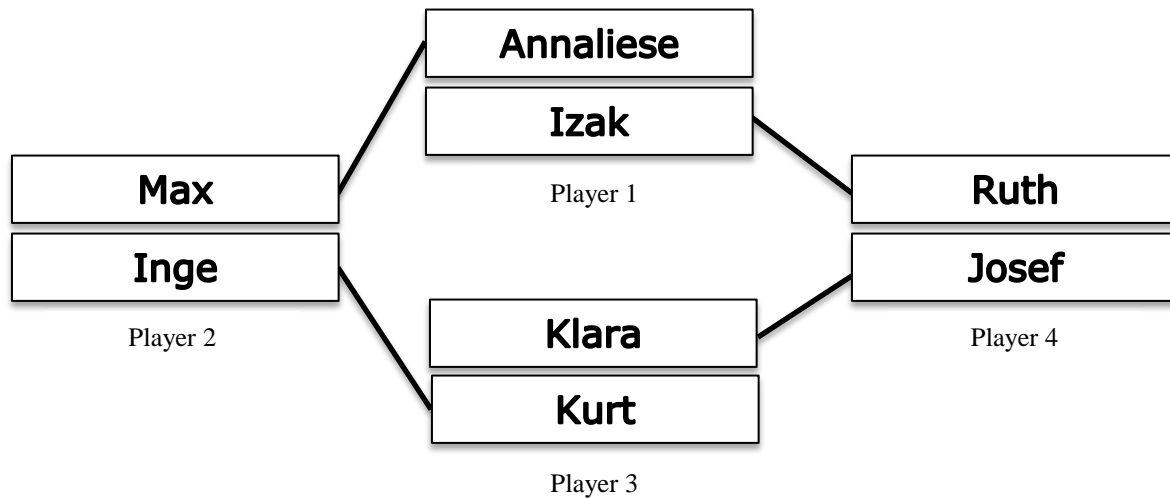 Annaliese
Izak
Player 1
Max
Inge
Player 2
Klara
Kurt
Player 3
Ruth
Josef
Player 4